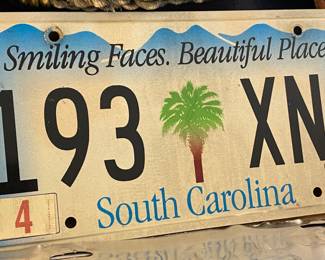 Smiling Faces. Beautiful Place
193 XN
4
South Carolina